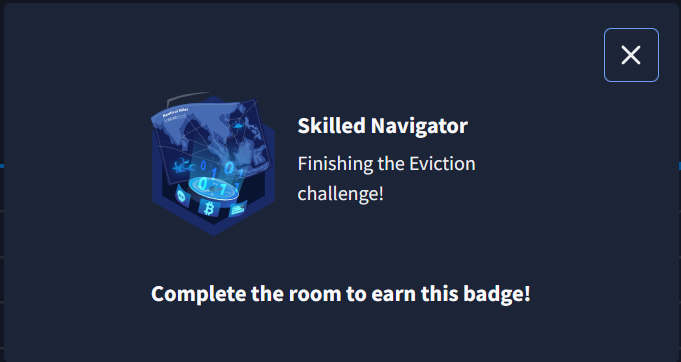 Skilled Navigator
Finishing the Eviction
challenge!
Complete the room to earn this badge!